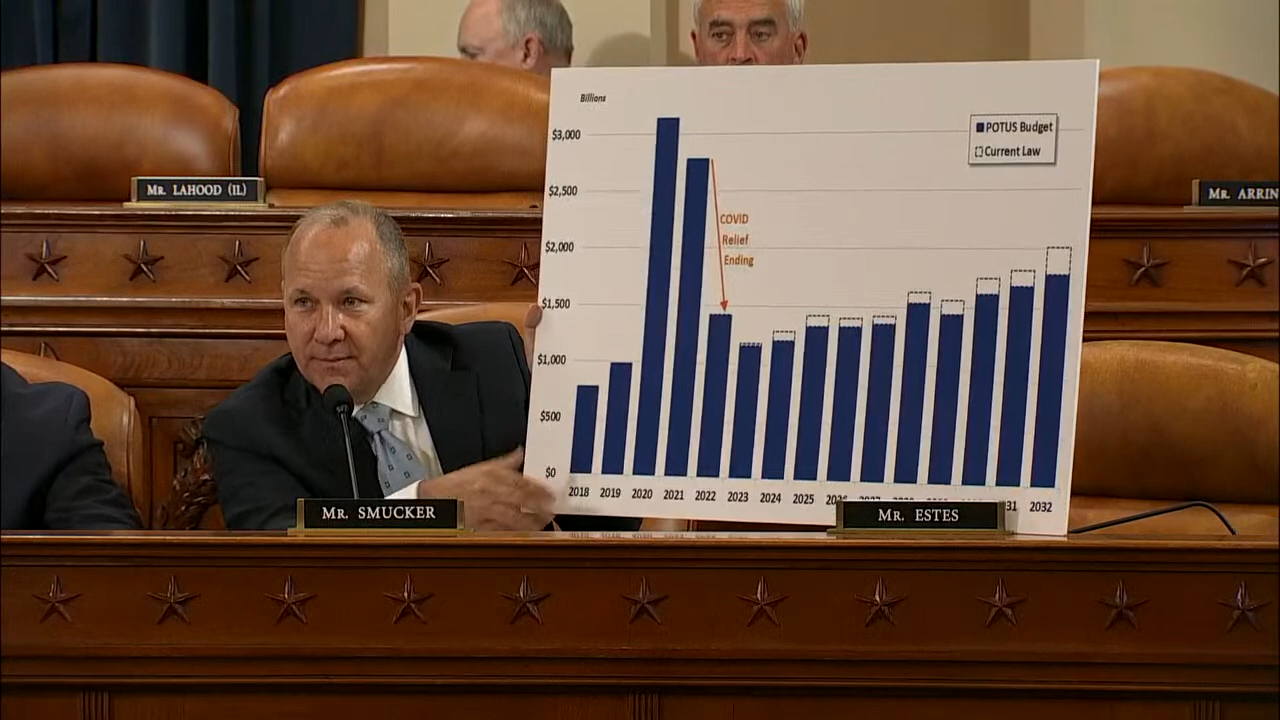 Billions
$3,000
$2,500
$2,000
$1,500
$1,000
$500
$0
POTUS Budget
Current Law
COVID
Relief
Ending
2018 2019 2020 2021 2022 2023 2024 2025 31 2032
Mr. LAHOOD (IL)
Mr. ARRIN
Mr. SMUCKER
Mr. ESTES